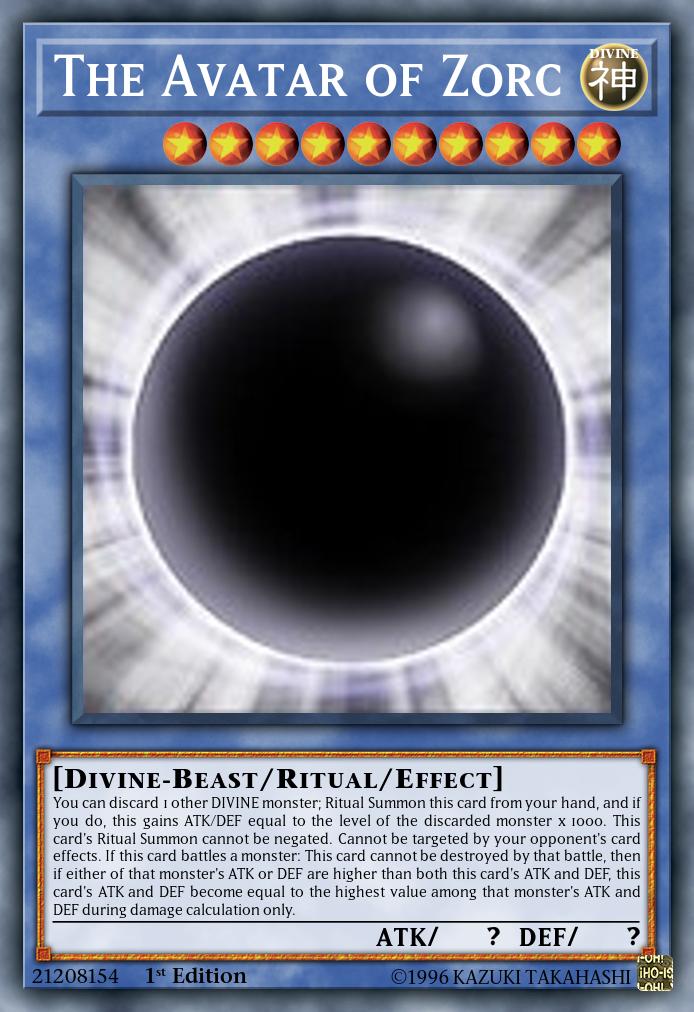 The Avatar of Zorc
DIVINE
神
[Divine-Beast/Ritual/Effect]
You can discard 1 other DIVINE monster; Ritual Summon this card from your hand, and if
you do, this gains ATK/DEF equal to the level of the discarded monster x 1000. This
card's Ritual Summon cannot be negated. Cannot be targeted by your opponent's card
effects. If this card battles a monster: This card cannot be destroyed by that battle, then
if either of that monster's ATK or DEF are higher than both this card's ATK and DEF, this
card's ATK and DEF become equal to the highest value among that monster's ATK and
DEF during damage calculation only.
ATK/ ? DEF/ ?
21208154 1st Edition ©1996 KAZUKI TAKAHASHI